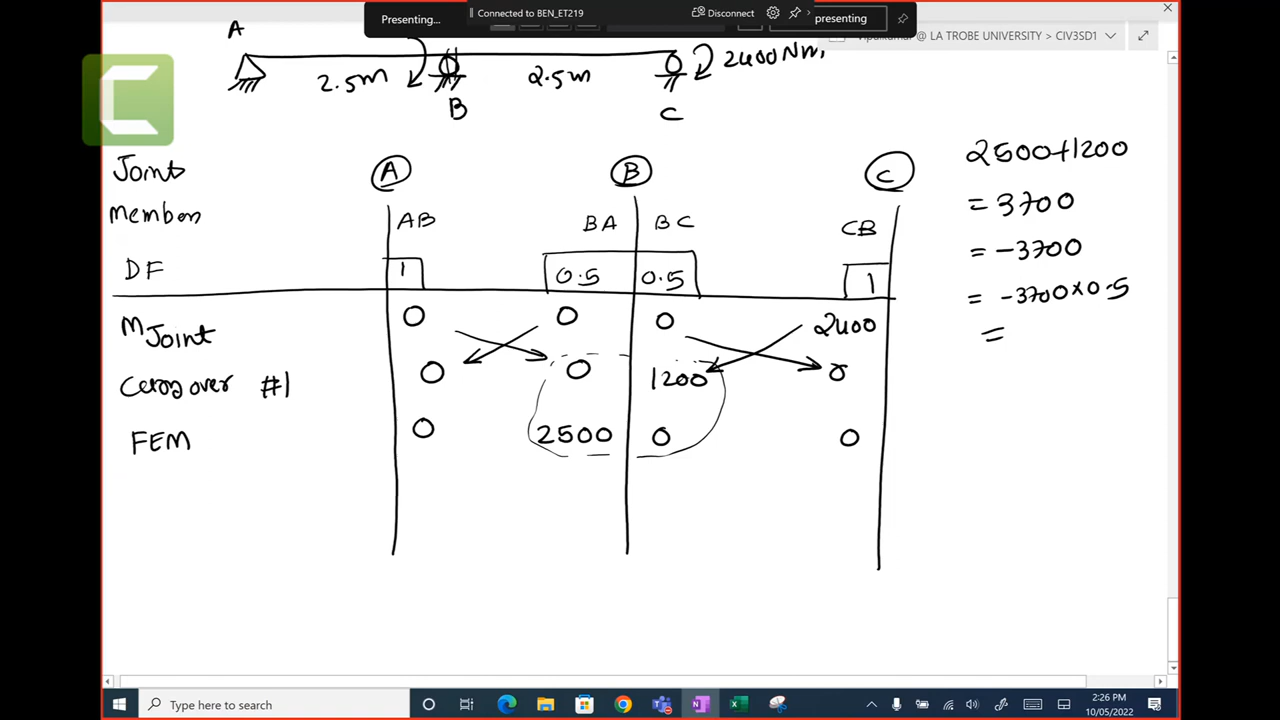 Presenting...
Connected to BEN_ET219
Disconnect
presenting
@ LA TROBE UNIVERSITY > CIV3SD1
A
2.5m
B
2.5m
C
2400Nm,
C
Joint
A
B
C
Member
AB
BA
BC
CB
DF
1
0.5
0.5
1
MJoint
0
0
0
2400
Crossover #1
0
0
1200
0
FEM
0
2500
0
0
2500+1200
= 3700
= -3700
= -3700×0.5
=
Type here to search
2:26 PM
10/05/2022